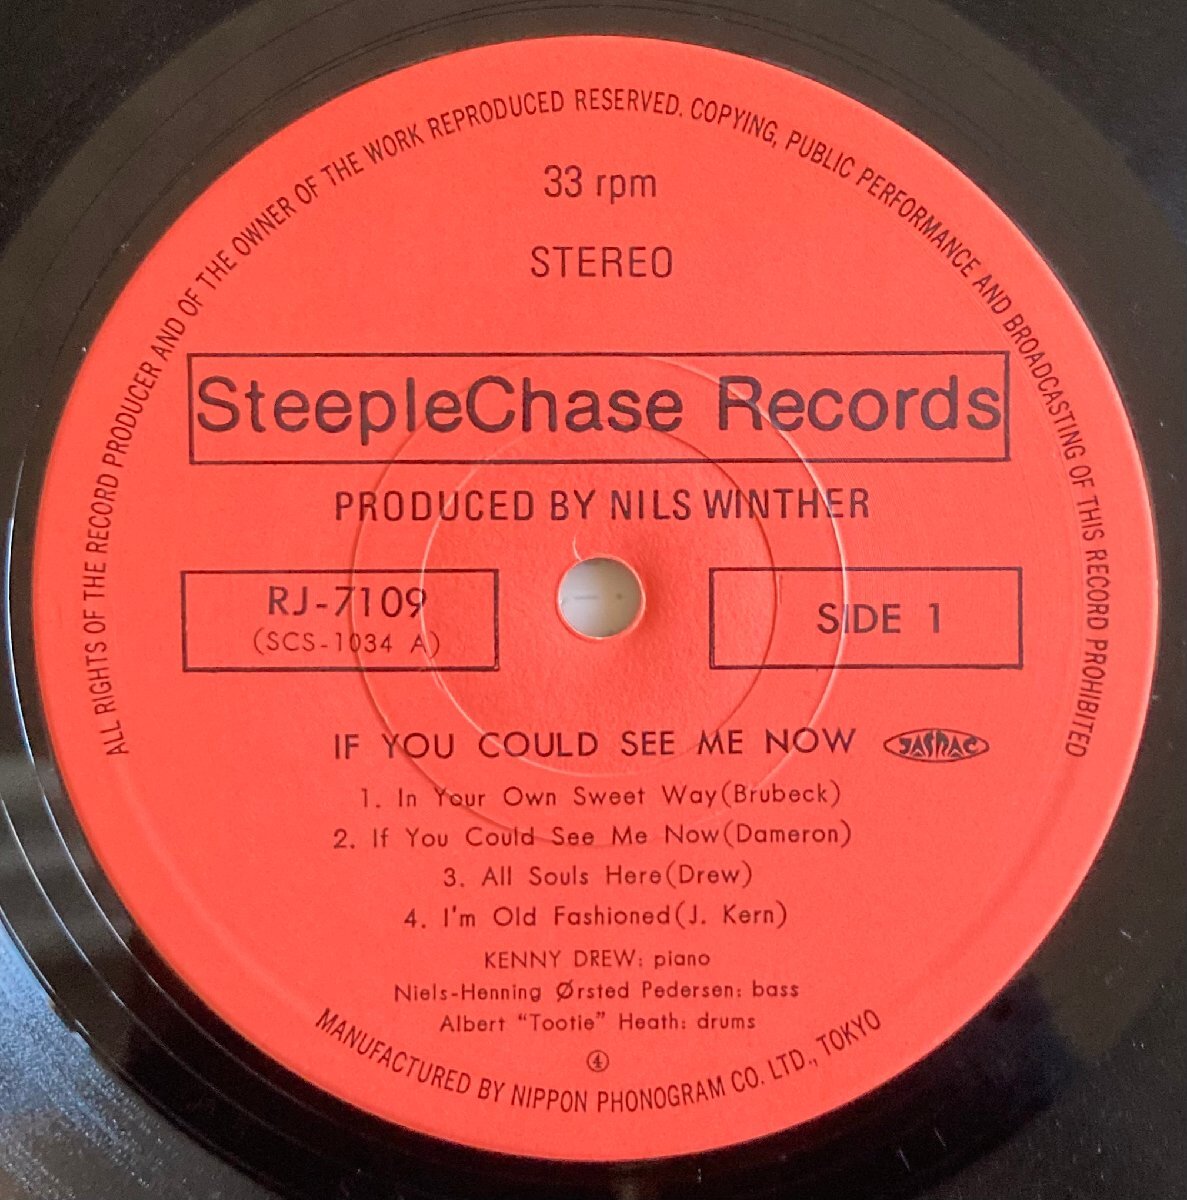 ALL RIGHTS OF THE RECORD PRODUCER AND OF THE OWNER OF THE WORK REPRODUCED RESERVED. COPYING, PUBLIC PERFORMANCE AND BROADCASTING OF THIS RECORD PROHIBITED
33 rpm
STEREO
SteepleChase Records
PRODUCED BY NILS WINTHER
RJ-7109
(SCS-1034 A)
SIDE 1
IF YOU COULD SEE ME NOW JASRAC
1. In Your Own Sweet Way(Brubeck)
2. If You Could See Me Now(Dameron)
3. All Souls Here(Drew)
4. I'm Old Fashioned(J. Kern)
KENNY DREW: piano
Niels-Henning Ørsted Pedersen: bass
Albert "Tootie" Heath: drums
④
MANUFACTURED BY NIPPON PHONOGRAM CO. LTD., TOKYO